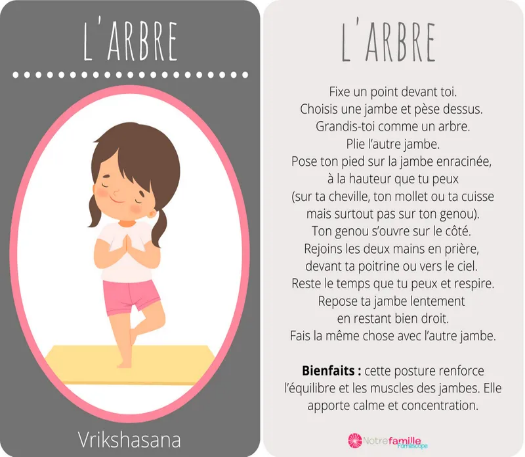 L'ARBRE
Vrikshasana
L'ARBRE
Fixe un point devant toi.
Choisis une jambe et pèse dessus.
Grandis-toi comme un arbre.
Plie l'autre jambe.
Pose ton pied sur la jambe enracinée,
à la hauteur que tu peux
(sur ta cheville, ton mollet ou ta cuisse
mais surtout pas sur ton genou).
Ton genou s'ouvre sur le côté.
Rejoins les deux mains en prière,
devant ta poitrine ou vers le ciel.
Reste le temps que tu peux et respire.
Repose ta jambe lentement
en restant bien droit.
Fais la même chose avec l'autre jambe.
Bienfaits : cette posture renforce
l'équilibre et les muscles des jambes. Elle
apporte calme et concentration.
Notrefamille